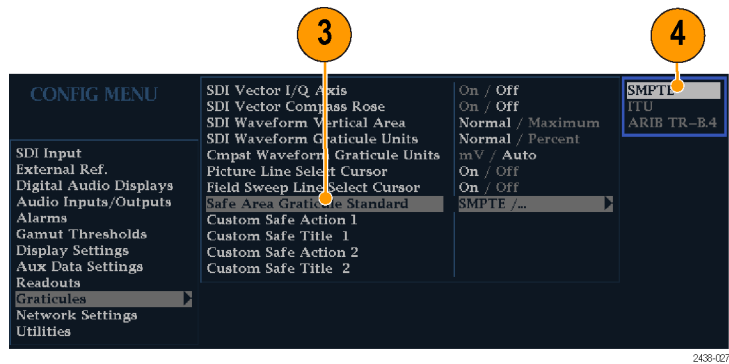 3
4
CONFIG MENU
SDI Input
External Ref.
Digital Audio Displays
Audio Inputs/Outputs
Alarms
Gamut Thresholds
Display Settings
Aux Data Settings
Readouts
Graticules
Network Settings
Utilities
SDI Vector I/Q Axis On / Off
SDI Vector Compass Rose On / Off
SDI Waveform Vertical Area Normal / Maximum
SDI Waveform Graticule Units Normal / Percent
Cmpst Waveform Graticule Units mV / Auto
Picture Line Select Cursor On / Off
Field Sweep Line Select Cursor On / Off
Safe Area Graticule Standard SMPTE /...
Custom Safe Action 1
Custom Safe Title 1
Custom Safe Action 2
Custom Safe Title 2
SMPTE
ITU
ARIB TR-B.4
2438-027